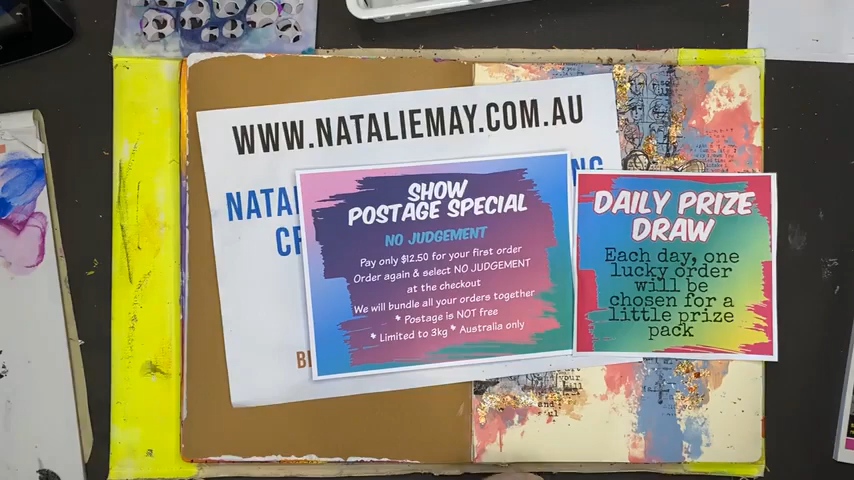 WWW.NATALIEMAY.COM.AU
SHOW
POSTAGE SPECIAL
NO JUDGEMENT
Pay only $12.50 for your first order
Order again & select NO JUDGEMENT
at the checkout
We will bundle all your orders together
* Postage is NOT free
* Limited to 3kg * Australia only
DAILY PRIZE
DRAW
Each day, one
lucky order
will be
chosen for a
little prize
pack